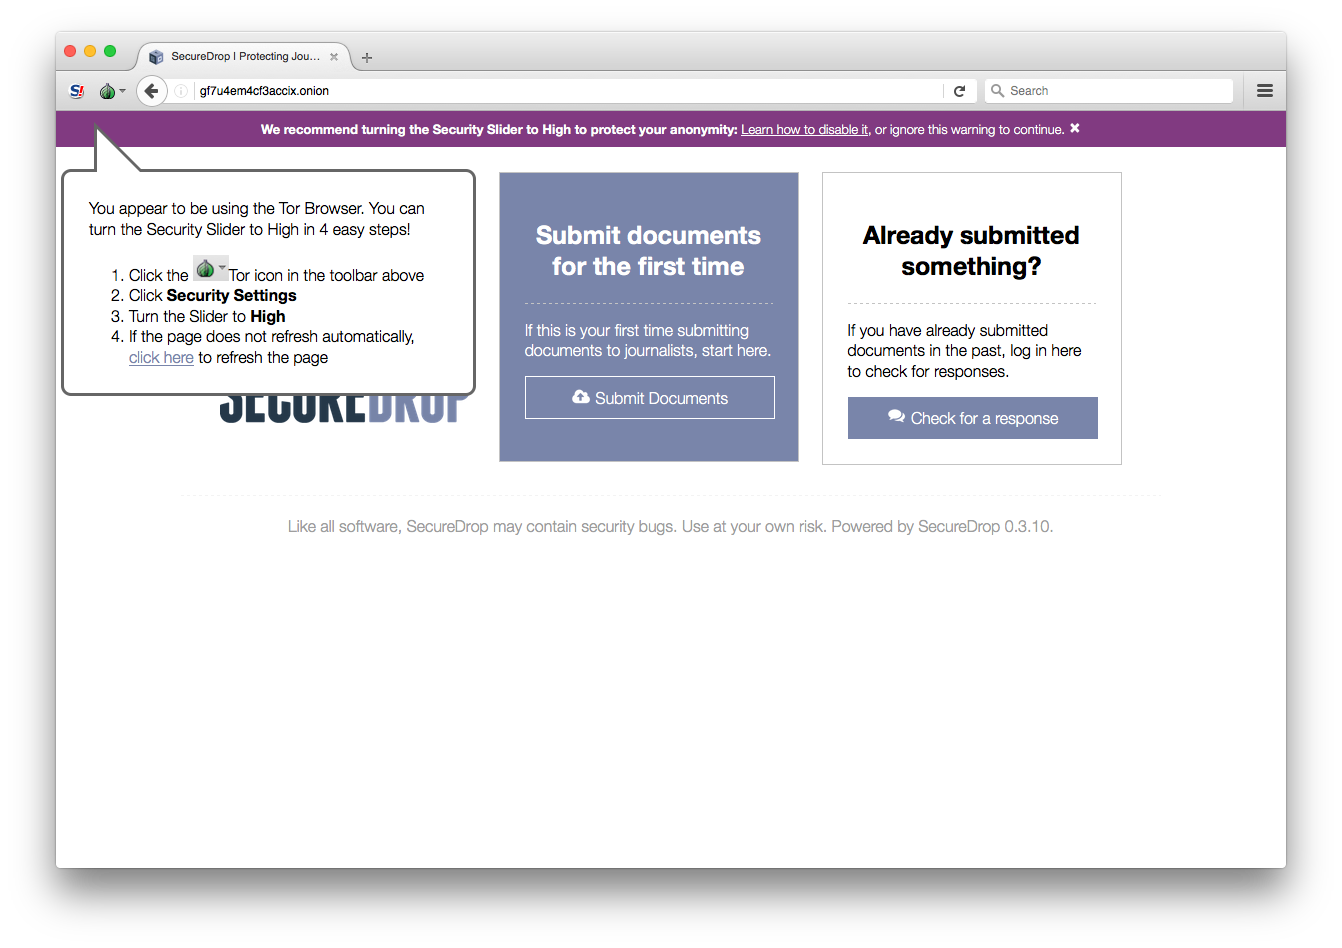 SecureDrop | Protecting Jou...
gf7u4em4cf3accix.onion
Search
We recommend turning the Security Slider to High to protect your anonymity: Learn how to disable it, or ignore this warning to continue.
You appear to be using the Tor Browser. You can
turn the Security Slider to High in 4 easy steps!
1. Click the Tor icon in the toolbar above
2. Click Security Settings
3. Turn the Slider to High
4. If the page does not refresh automatically,
click here to refresh the page
SECUREDROP
Submit documents
for the first time
If this is your first time submitting
documents to journalists, start here.
Submit Documents
Already submitted
something?
If you have already submitted
documents in the past, log in here
to check for responses.
Check for a response
Like all software, SecureDrop may contain security bugs. Use at your own risk. Powered by SecureDrop 0.3.10.